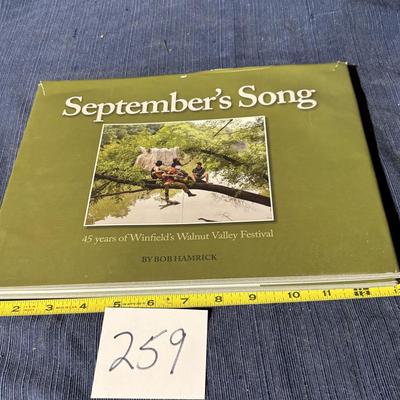 September's Song
45 years of Winfield's Walnut Valley Festival
BY BOB HAMRICK
2 3 4 5 6 7 8 9 10 11
259